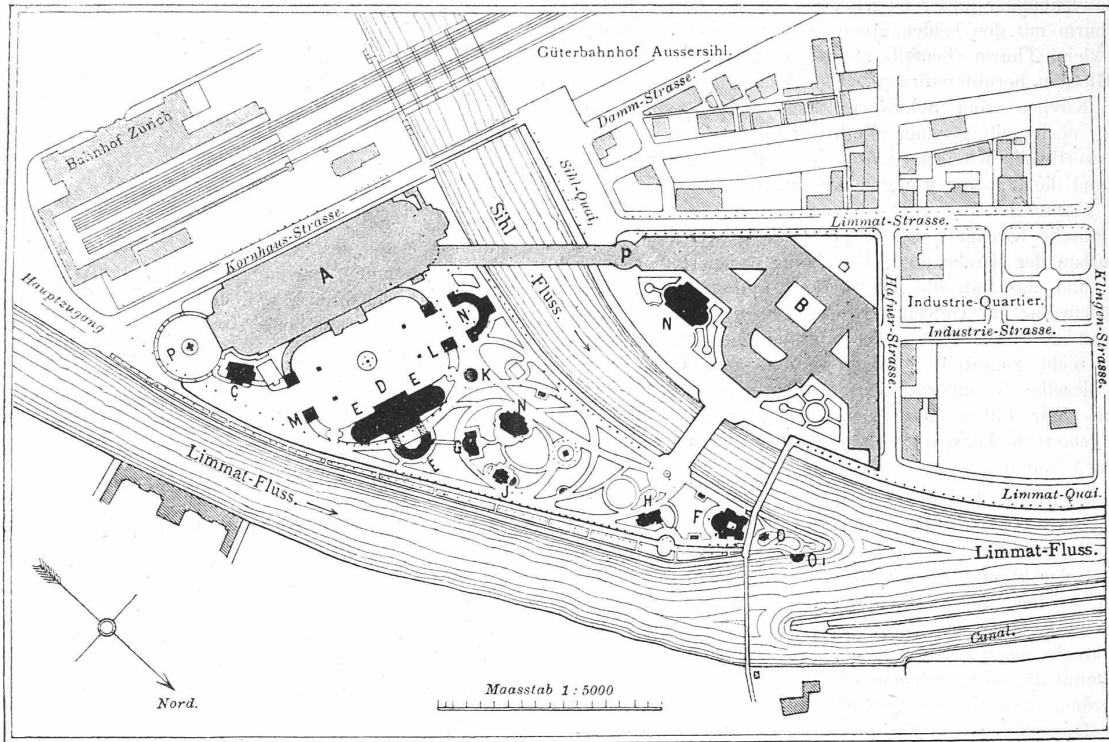 Güterbahnhof Aussersihl.
Damm-Strasse.
Bahnhof Zürich
Sihl-Quai.
Sihl
Fluss.
Limmat-Strasse.
Kornhaus-Strasse.
A
P
B
N
Hafner-Strasse.
Industrie-Quartier.
Industrie-Strasse.
Klingen-Strasse.
Hauptzugang
P
C
N
L
K
D
E
E
M
N
G
E
J
H
F
O
O₁
Limmat-Fluss.
Limmat-Quai.
Limmat-Fluss.
Canal.
Nord.
Maasstab 1:5000